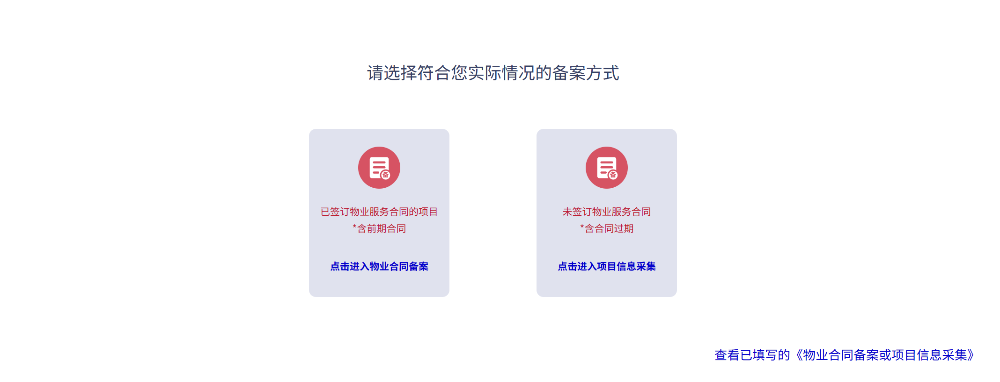 请选择符合您实际情况的备案方式
备
备
已签订物业服务合同的项目
*含前期合同
点击进入物业合同备案
未签订物业服务合同
*含合同过期
点击进入项目信息采集
查看已填写的《物业合同备案或项目信息采集》